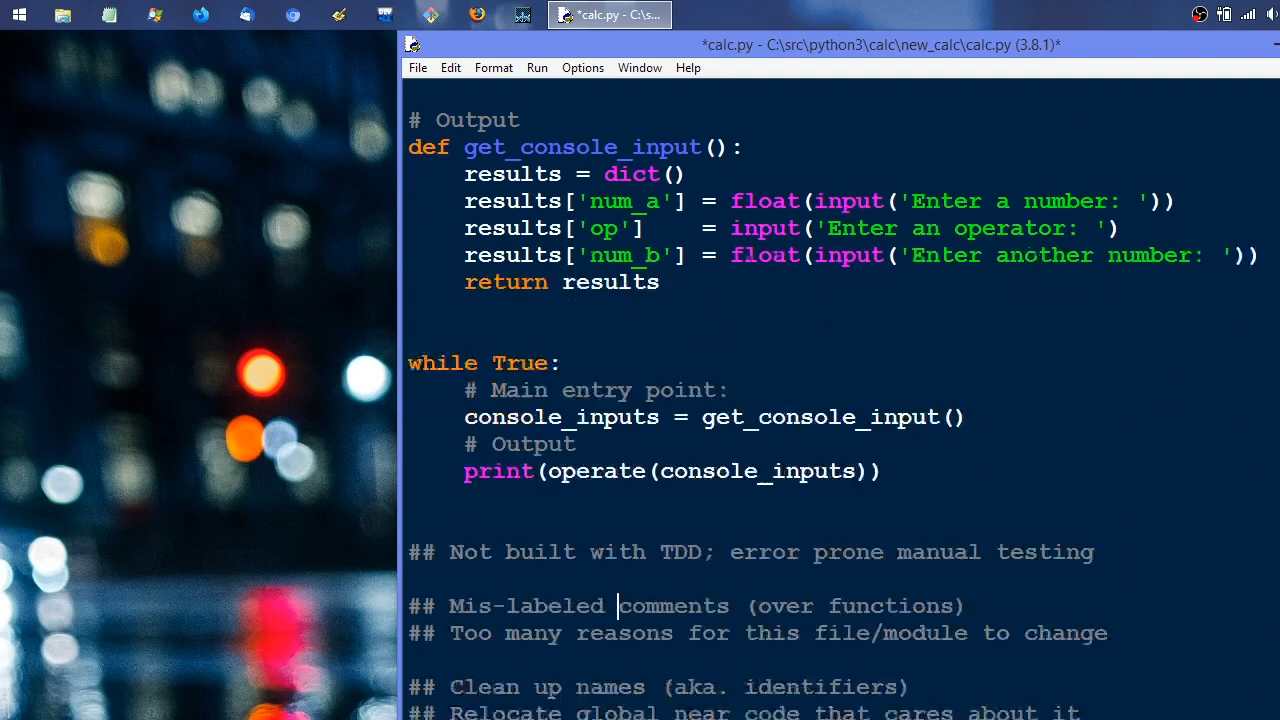 *calc.py - C:\s...
*calc.py - C:\src\python3\calc\new_calc\calc.py (3.8.1)*
File Edit Format Run Options Window Help
# Output
def get_console_input():
    results = dict()
    results['num_a'] = float(input('Enter a number: '))
    results['op']    = input('Enter an operator: ')
    results['num_b'] = float(input('Enter another number: '))
    return results
while True:
    # Main entry point:
    console_inputs = get_console_input()
    # Output
    print(operate(console_inputs))
## Not built with TDD; error prone manual testing
## Mis-labeled comments (over functions)
## Too many reasons for this file/module to change
## Clean up names (aka. identifiers)
## Relocate global near code that cares about it